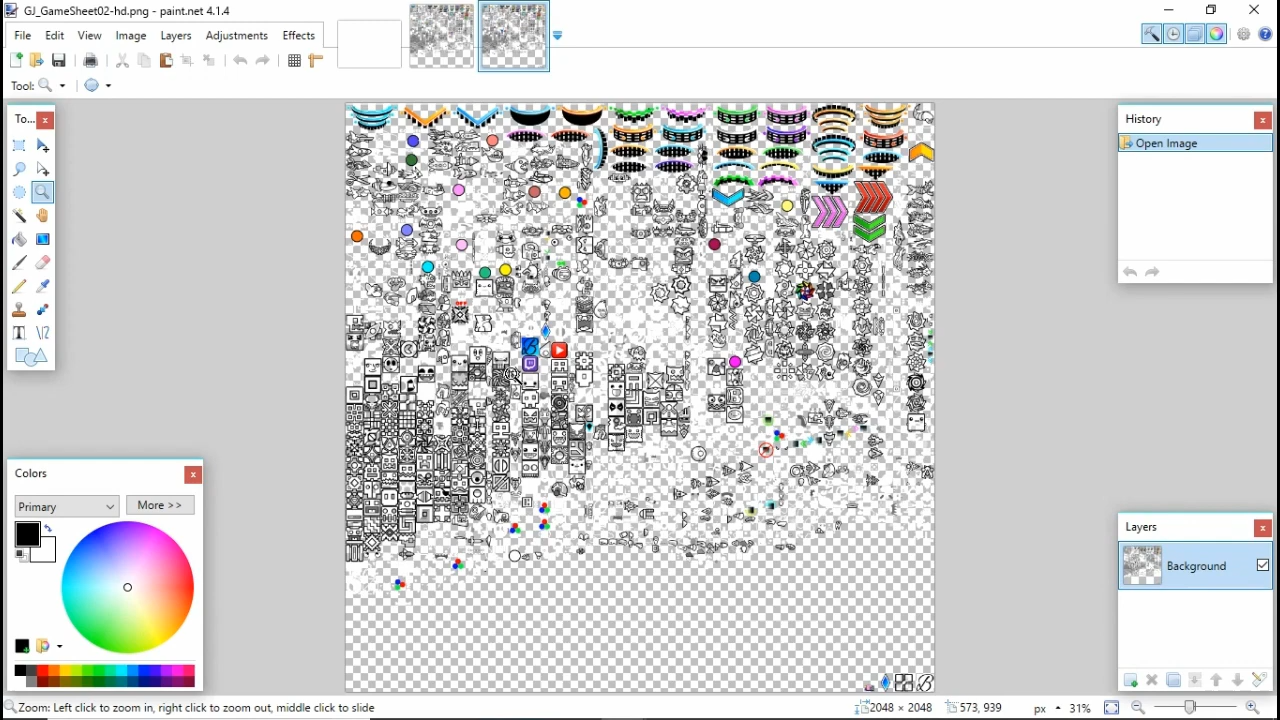 GJ_GameSheet02-hd.png - paint.net 4.1.4
File Edit View Image Layers Adjustments Effects
Tool:
To...
History
Open Image
Colors
Primary
More >>
Layers
Background
Zoom: Left click to zoom in, right click to zoom out, middle click to slide
2048 × 2048
573, 939
px
31%